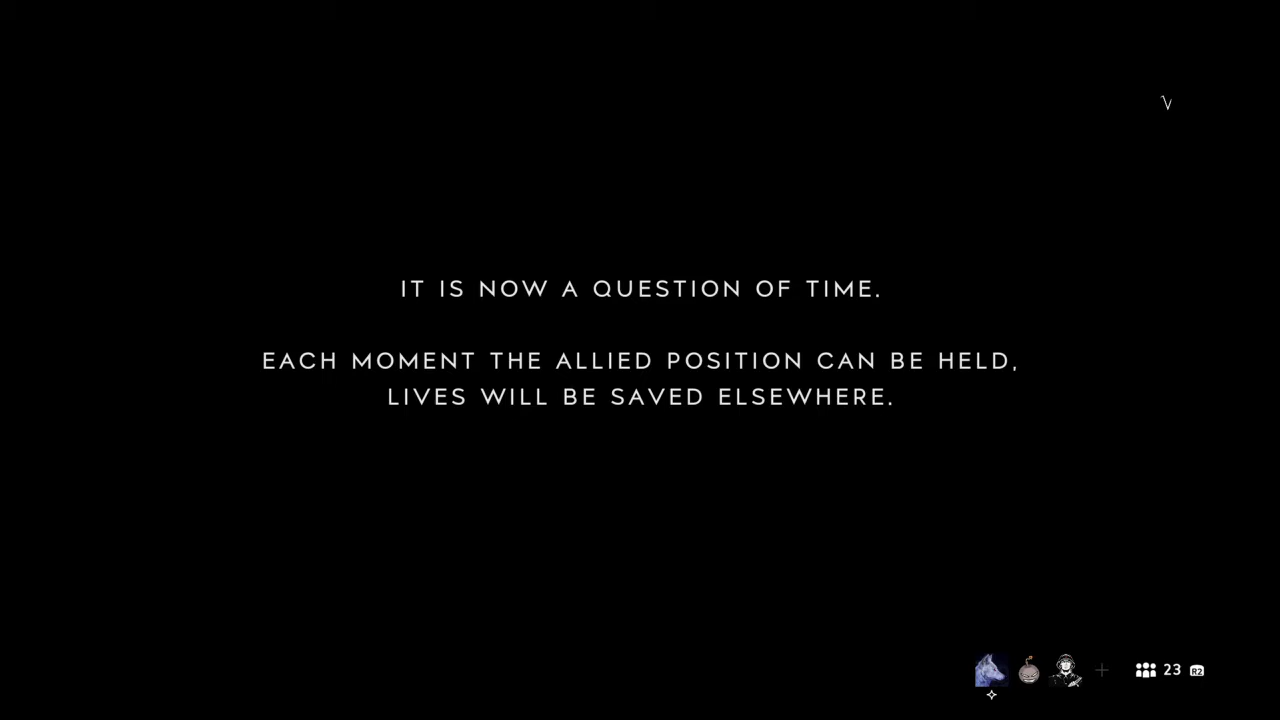 IT IS NOW A QUESTION OF TIME.
EACH MOMENT THE ALLIED POSITION CAN BE HELD,
LIVES WILL BE SAVED ELSEWHERE.
23 R2